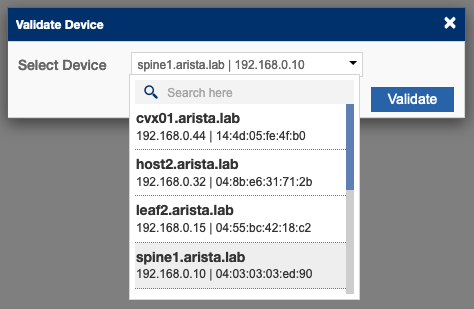 Validate Device
Select Device
spine1.arista.lab | 192.168.0.10
Search here
cvx01.arista.lab
192.168.0.44 | 14:4d:05:fe:4f:b0
host2.arista.lab
192.168.0.32 | 04:8b:e6:31:71:2b
leaf2.arista.lab
192.168.0.15 | 04:55:bc:42:18:c2
spine1.arista.lab
192.168.0.10 | 04:03:03:03:ed:90
Validate